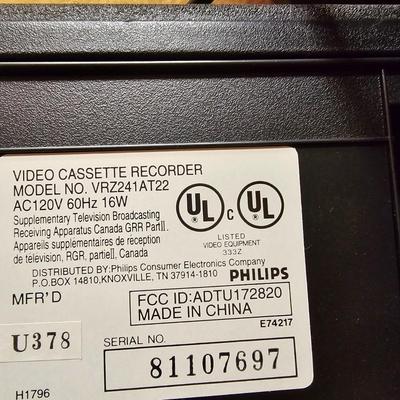 VIDEO CASSETTE RECORDER
MODEL NO. VRZ241AT22
AC120V 60Hz 16W
Supplementary Television Broadcasting
Receiving Apparatus Canada GRR PartⅡ.
Appareils supplémentaires de réception
de télévision, RGR, partieⅡ, Canada
UL C UL
LISTED
VIDEO EQUIPMENT
333Z
DISTRIBUTED BY:Philips Consumer Electronics Company
P.O.BOX 14810,KNOXVILLE, TN 37914-1810 PHILIPS
MFR'D
FCC ID:ADTU172820
MADE IN CHINA
E74217
U378
SERIAL NO.
81107697
H1796